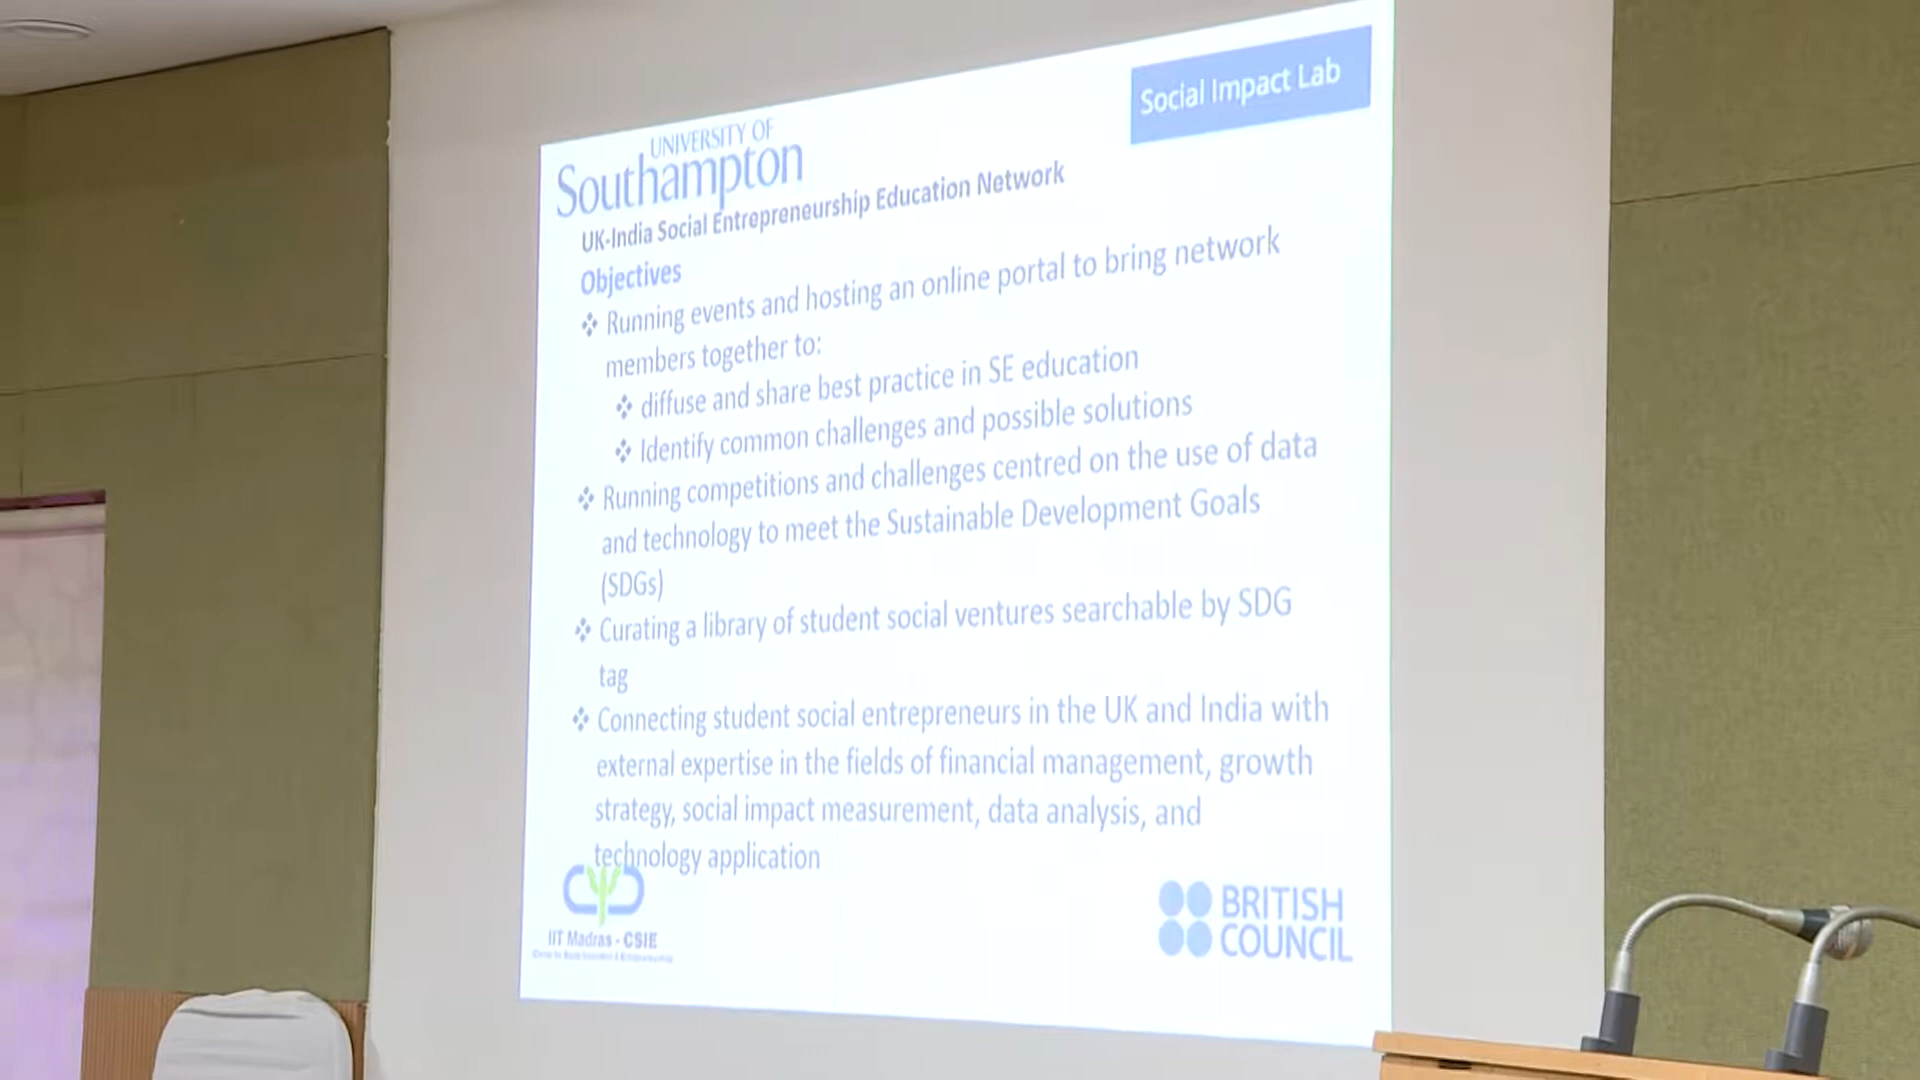 Social Impact Lab
UNIVERSITY OF
Southampton
UK-India Social Entrepreneurship Education Network
Objectives
Running events and hosting an online portal to bring network
members together to:
diffuse and share best practice in SE education
Identify common challenges and possible solutions
Running competitions and challenges centred on the use of data
and technology to meet the Sustainable Development Goals
(SDGs)
Curating a library of student social ventures searchable by SDG
tag
Connecting student social entrepreneurs in the UK and India with
external expertise in the fields of financial management, growth
strategy, social impact measurement, data analysis, and
technology application
IIT Madras - CSIE
BRITISH
COUNCIL